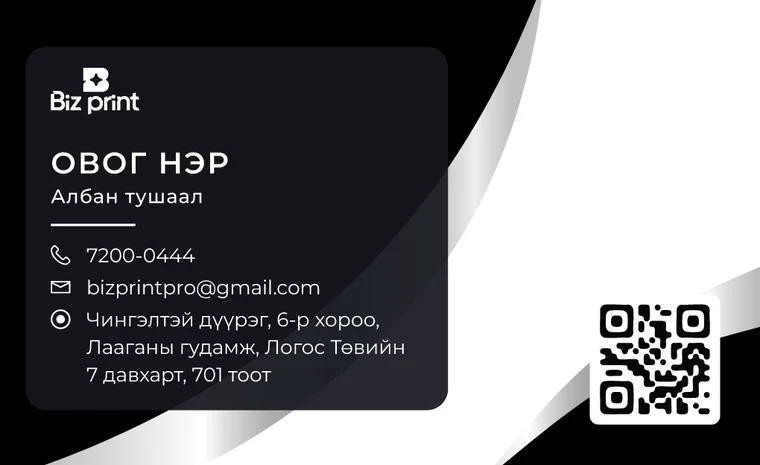 Biz print
ОВОГ НЭР
Албан тушаал
7200-0444
bizprintpro@gmail.com
Чингэлтэй дүүрэг, 6-р хороо,
Лааганы гудамж, Логос Төвийн
7 давхарт, 701 тоот